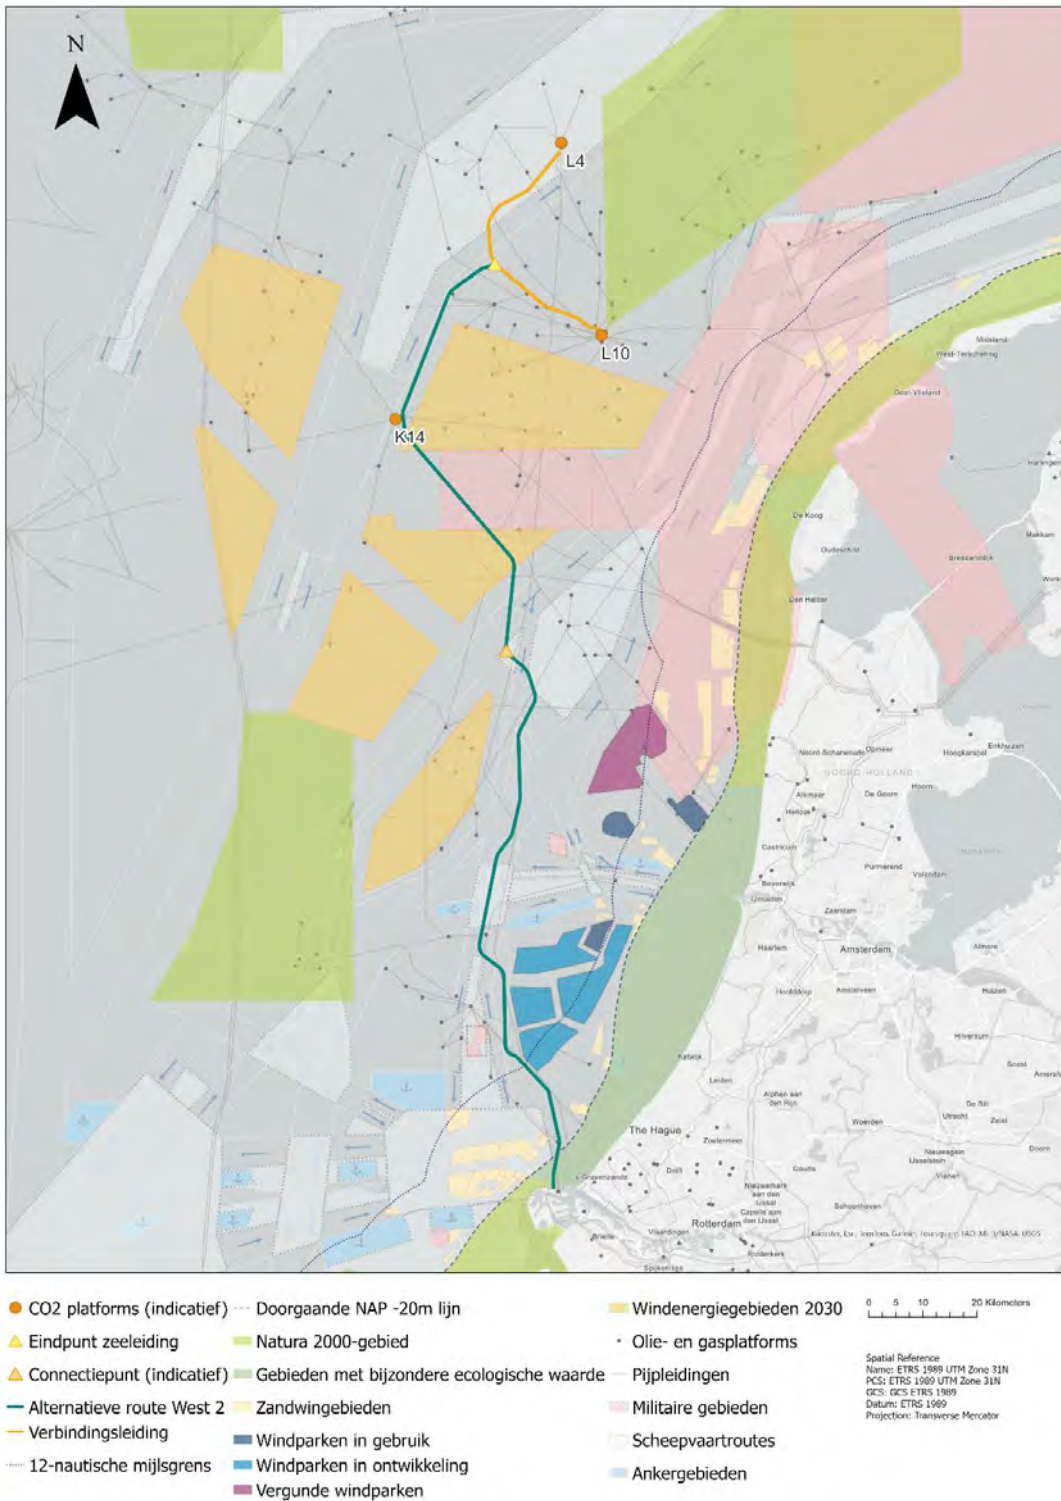 N
L4
L10
K14
Midsland
West-Terschelling
Oost-Vlieland
Harlingen
De Koog
Makkum
Oudeschild
Breezanddijk
Den Helder
Noord-Scharwoude
Opmeer
Hoogkarspel
Enkhuizen
NOORD-HOLLAND
Hoorn
Alkmaar
De Goorn
Heiloo
Castricum
Purmerend
Volendam
Beverwijk
IJmuiden
Zaandam
Haarlem
Amsterdam
Almere
Hoofddorp
Amstelveen
Huizen
Hilversum
Katwijk
Soest
Leiden
Amersfo
Alphen aan
den Rijn
De Bilt
Utrecht
Zeist
The Hague
Woerden
Zoetermeer
Doorn
Nieuwegein
IJsselstein
Vianen
Delft
Gouda
's Gravenzande
Nieuwerkerk
aan den
IJssel
Capelle aan
den IJssel
Schoonhoven
Rotterdam
Vlaardingen
Brielle
Ridderkerk
Spijkenisse
CO2 platforms (indicatief)
Eindpunt zeeleiding
Connectiepunt (indicatief)
Alternatieve route West 2
Verbindingsleiding
12-nautische mijlsgrens
Doorgaande NAP -20m lijn
Natura 2000-gebied
Gebieden met bijzondere ecologische waarde
Zandwingebieden
Windparken in gebruik
Windparken in ontwikkeling
Vergunde windparken
Windenergiegebieden 2030
Olie- en gasplatforms
Pijpleidingen
Militaire gebieden
Scheepvaartroutes
Ankergebieden
0 5 10 20 Kilometers
Spatial Reference
Name: ETRS 1989 UTM Zone 31N
PCS: ETRS 1989 UTM Zone 31N
GCS: GCS ETRS 1989
Datum: ETRS 1989
Projection: Transverse Mercator